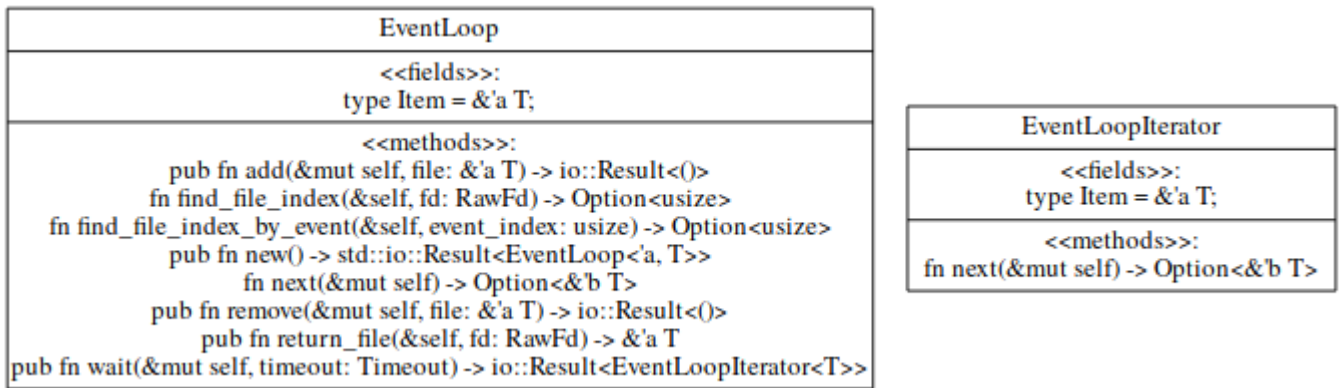 EventLoop
<<fields>>:
type Item = &'a T;
<<methods>>:
pub fn add(&mut self, file: &'a T) -> io::Result<()>
fn find_file_index(&self, fd: RawFd) -> Option<usize>
fn find_file_index_by_event(&self, event_index: usize) -> Option<usize>
pub fn new() -> std::io::Result<EventLoop<'a, T>>
fn next(&mut self) -> Option<&'b T>
pub fn remove(&mut self, file: &'a T) -> io::Result<()>
pub fn return_file(&self, fd: RawFd) -> &'a T
pub fn wait(&mut self, timeout: Timeout) -> io::Result<EventLoopIterator<T>>
EventLoopIterator
<<fields>>:
type Item = &'a T;
<<methods>>:
fn next(&mut self) -> Option<&'b T>